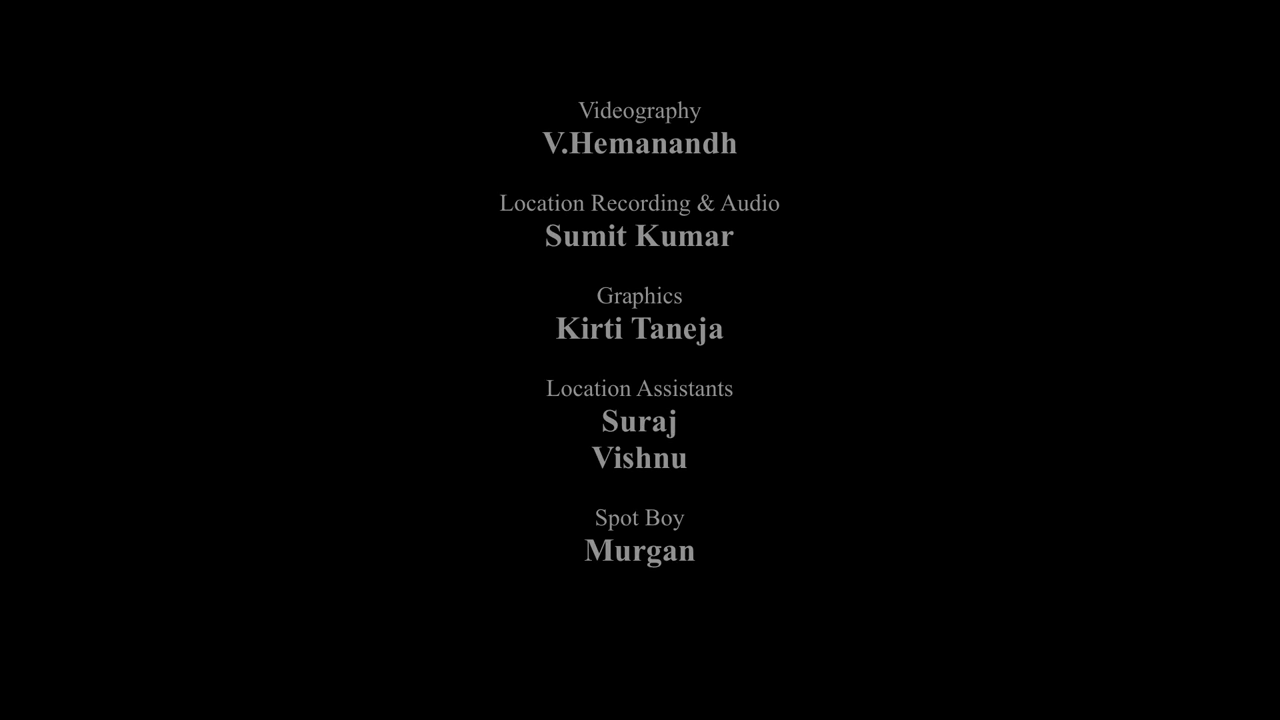 Videography
V.Hemanandh
Location Recording & Audio
Sumit Kumar
Graphics
Kirti Taneja
Location Assistants
Suraj
Vishnu
Spot Boy
Murgan